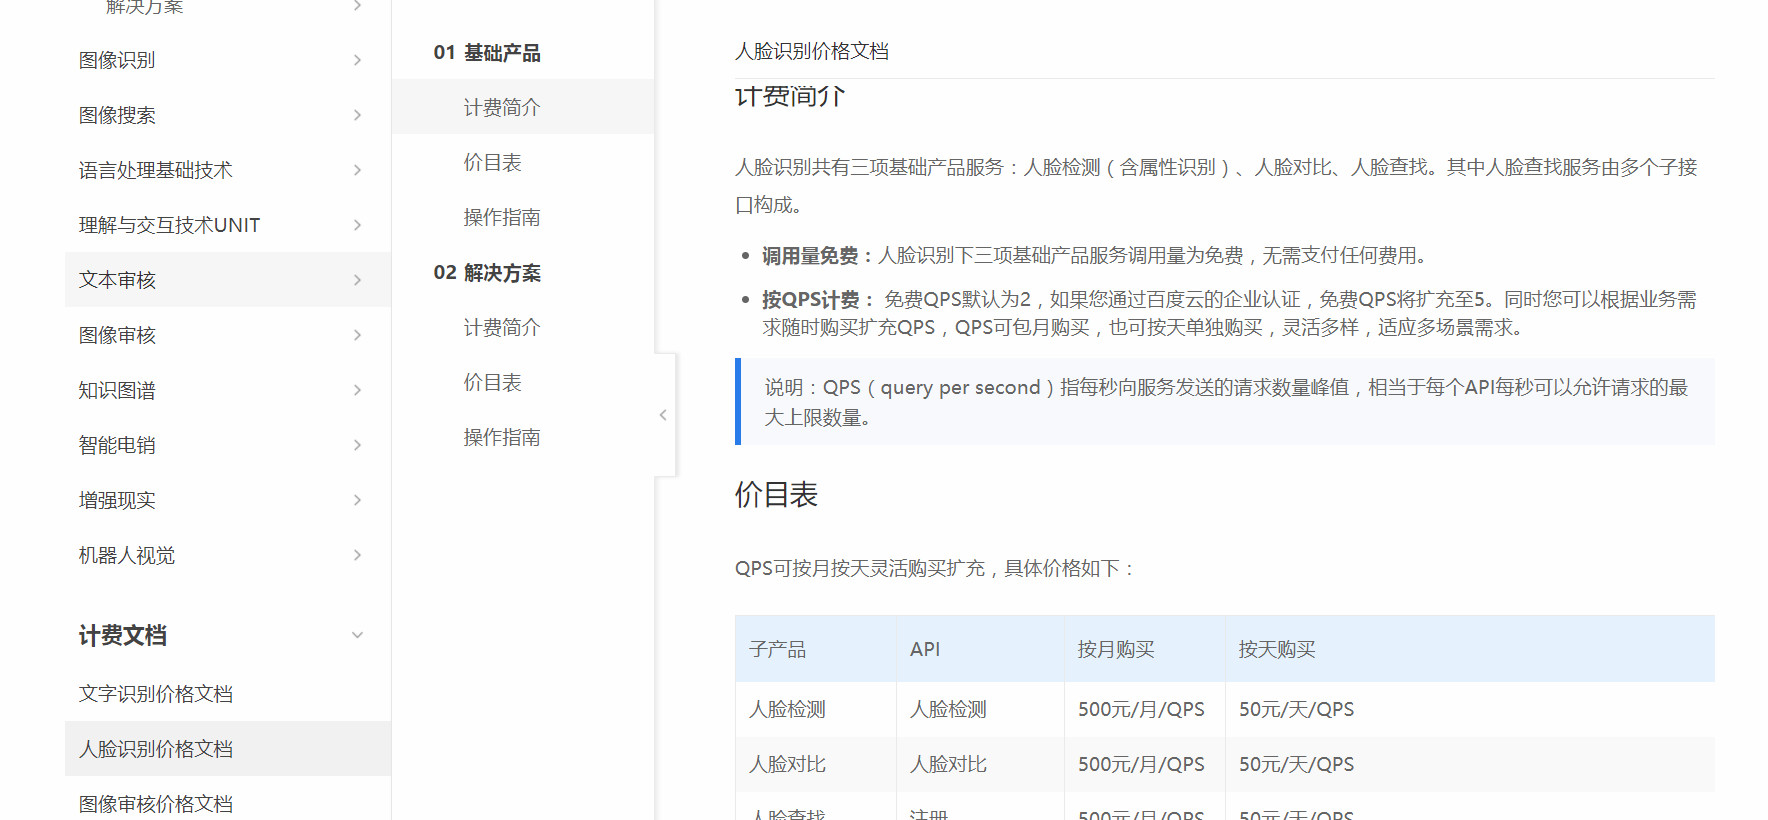 解决方案
图像识别
图像搜索
语言处理基础技术
理解与交互技术UNIT
文本审核
图像审核
知识图谱
智能电销
增强现实
机器人视觉
计费文档
文字识别价格文档
人脸识别价格文档
图像审核价格文档
01 基础产品
计费简介
价目表
操作指南
02 解决方案
计费简介
价目表
操作指南
人脸识别价格文档
计费简介
人脸识别共有三项基础产品服务：人脸检测（含属性识别）、人脸对比、人脸查找。其中人脸查找服务由多个子接
口构成。
• 调用量免费：人脸识别下三项基础产品服务调用量为免费，无需支付任何费用。
• 按QPS计费： 免费QPS默认为2，如果您通过百度云的企业认证，免费QPS将扩充至5。同时您可以根据业务需
求随时购买扩充QPS，QPS可包月购买，也可按天单独购买，灵活多样，适应多场景需求。
说明：QPS（query per second）指每秒向服务发送的请求数量峰值，相当于每个API每秒可以允许请求的最
大上限数量。
价目表
QPS可按月按天灵活购买扩充，具体价格如下：
子产品 API 按月购买 按天购买
人脸检测 人脸检测 500元/月/QPS 50元/天/QPS
人脸对比 人脸对比 500元/月/QPS 50元/天/QPS
人脸查找 注册 500元/月/QPS 50元/天/QPS